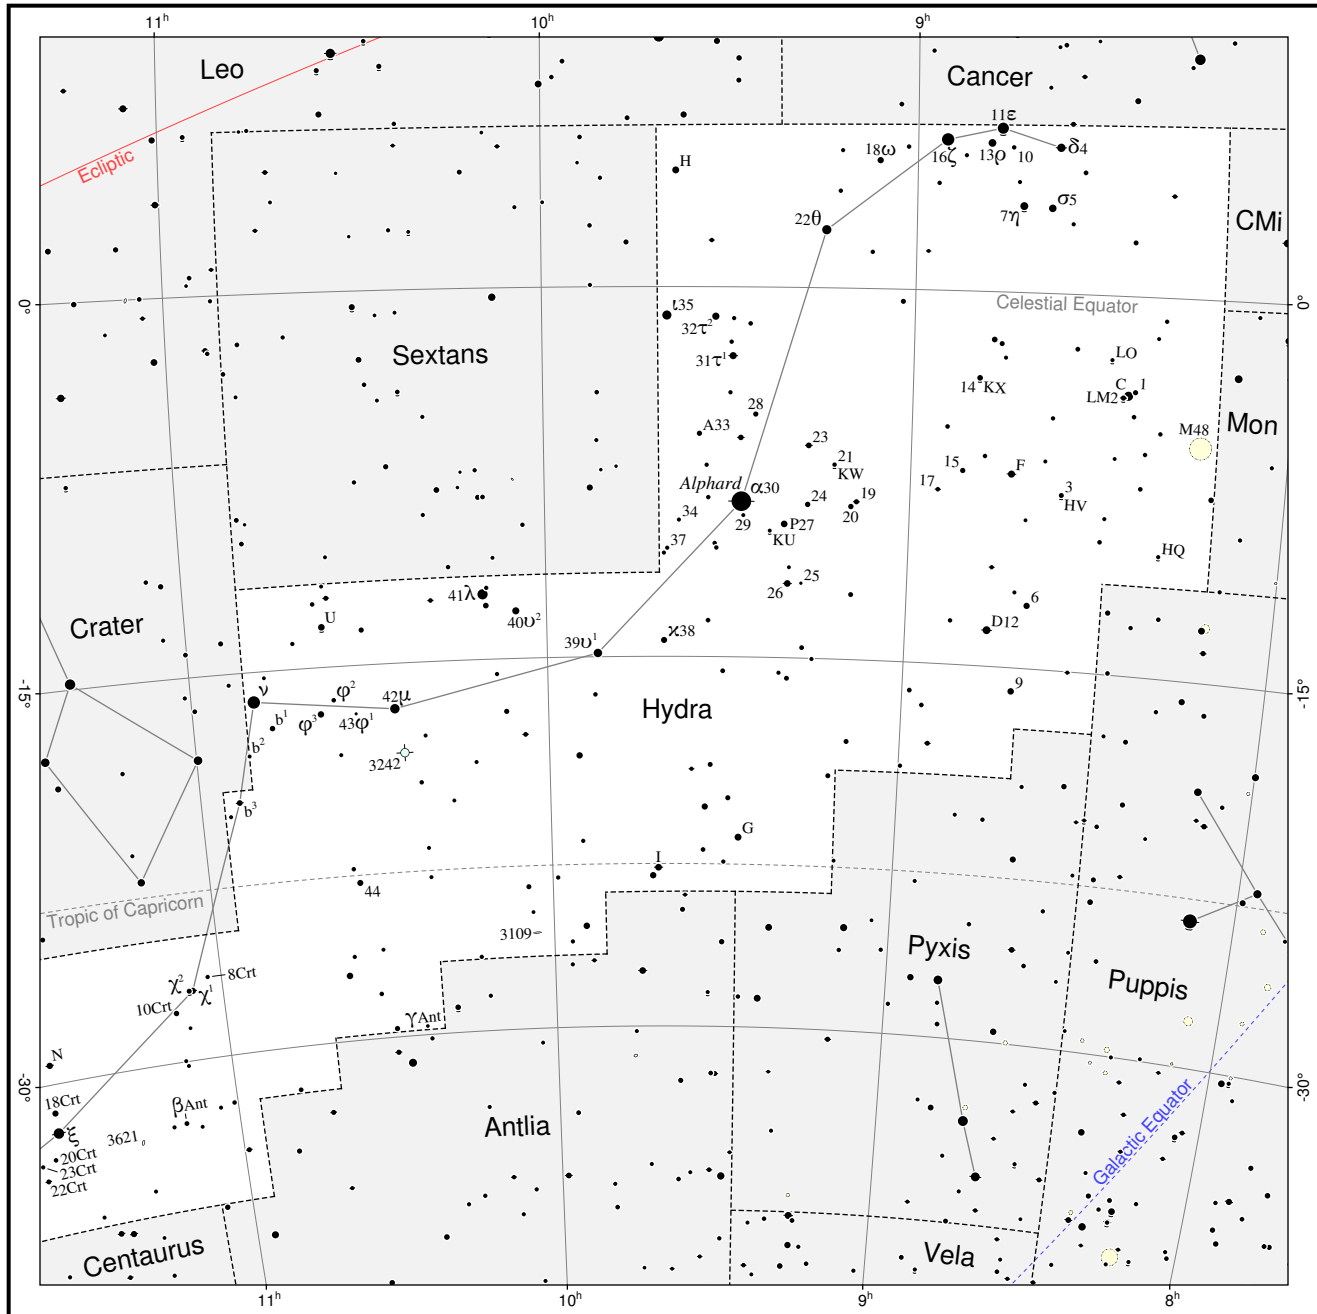 11h
10h
9h
Leo
Cancer
11ε
18ω
16ζ
13ρ
10
δ4
Ecliptic
H
7η
σ5
22θ
CMi
0°
0°
Celestial Equator
ι35
32τ2
31τ1
Sextans
LO
14
KX
C
1
LM2
28
A33
23
M48
Mon
21
KW
15
F
17
3
HV
Alphard
α30
24
19
20
34
29
P27
KU
37
HQ
25
26
41λ
40υ2
6
U
D12
Crater
39υ1
ϰ38
-15°
-15°
ν
φ2
42μ
9
b1
φ3
43φ1
Hydra
b2
3242
b3
G
I
44
Tropic of Capricorn
3109
Pyxis
8Crt
χ2
χ1
10Crt
Puppis
γAnt
N
-30°
-30°
18Crt
βAnt
ξ
3621
Antlia
Galactic Equator
20Crt
23Crt
22Crt
Centaurus
Vela
11h
10h
9h
8h